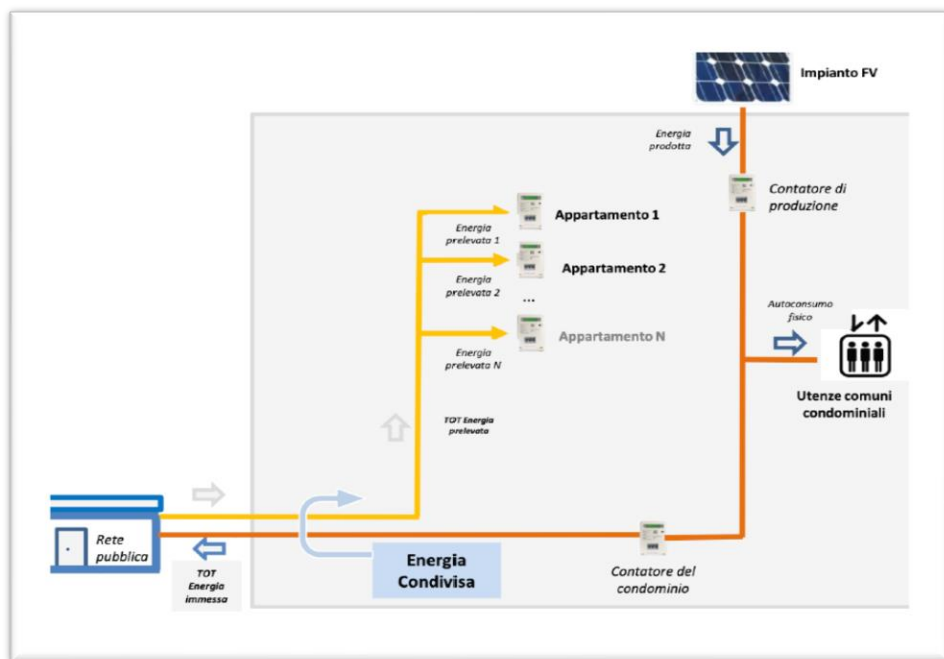 Impianto FV
Energia
prodotta
Contatore di
produzione
Appartamento 1
Energia
prelevata 1
Appartamento 2
Energia
prelevata 2
...
Appartamento N
Energia
prelevata N
Autoconsumo
fisico
Utenze comuni
condominiali
TOT Energia
prelevata
Rete
pubblica
TOT
Energia
immessa
Energia
Condivisa
Contatore del
condominio